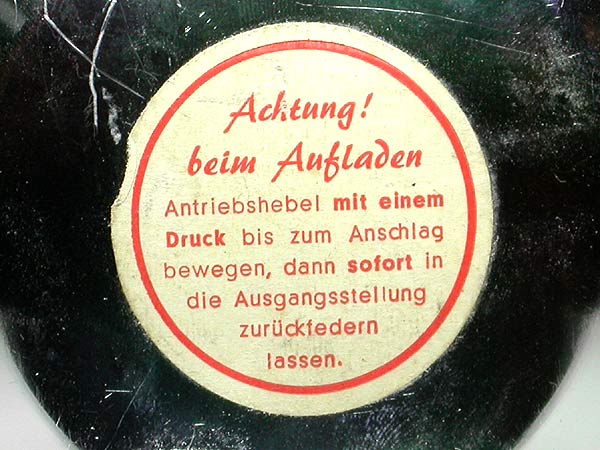 Achtung!
beim Aufladen
Antriebshebel mit einem
Druck bis zum Anschlag
bewegen, dann sofort in
die Ausgangsstellung
zurückfedern
lassen.